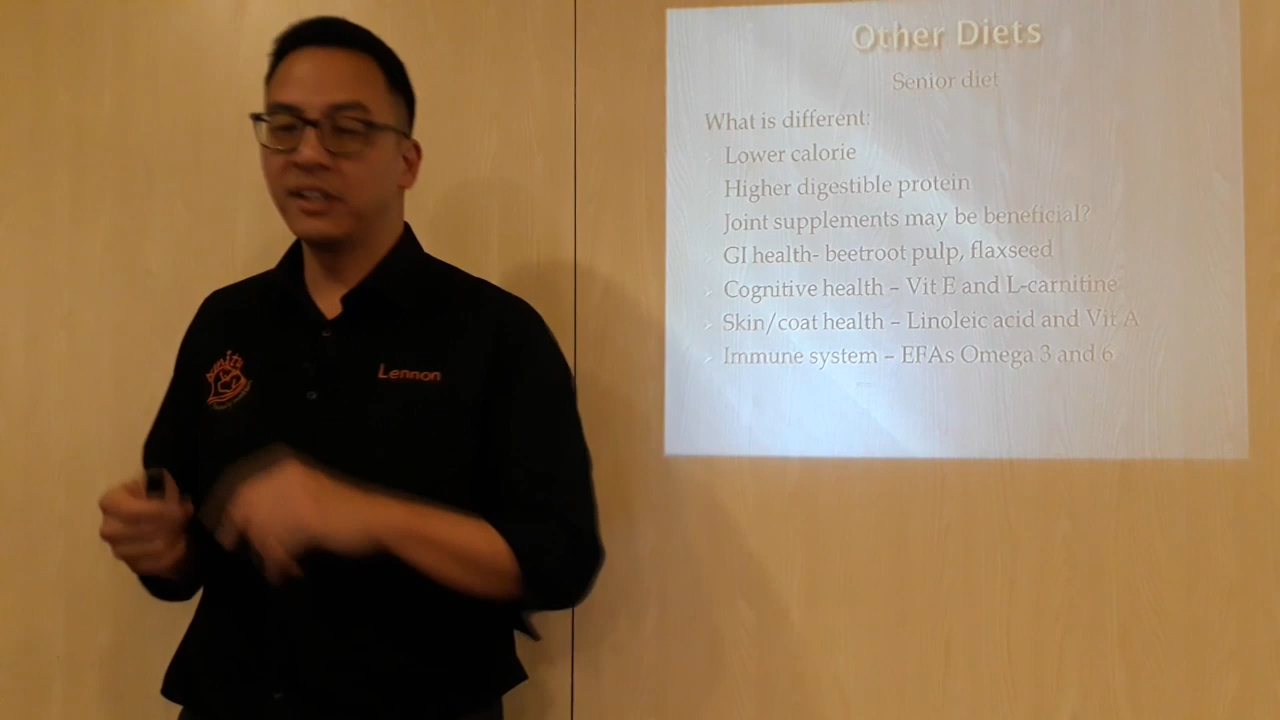 Other Diets
Senior diet
What is different:
Lower calorie
Higher digestible protein
Joint supplements may be beneficial?
GI health- beetroot pulp, flaxseed
Cognitive health – Vit E and L-carnitine
Skin/coat health – Linoleic acid and Vit A
Immune system – EFAs Omega 3 and 6
Lennon